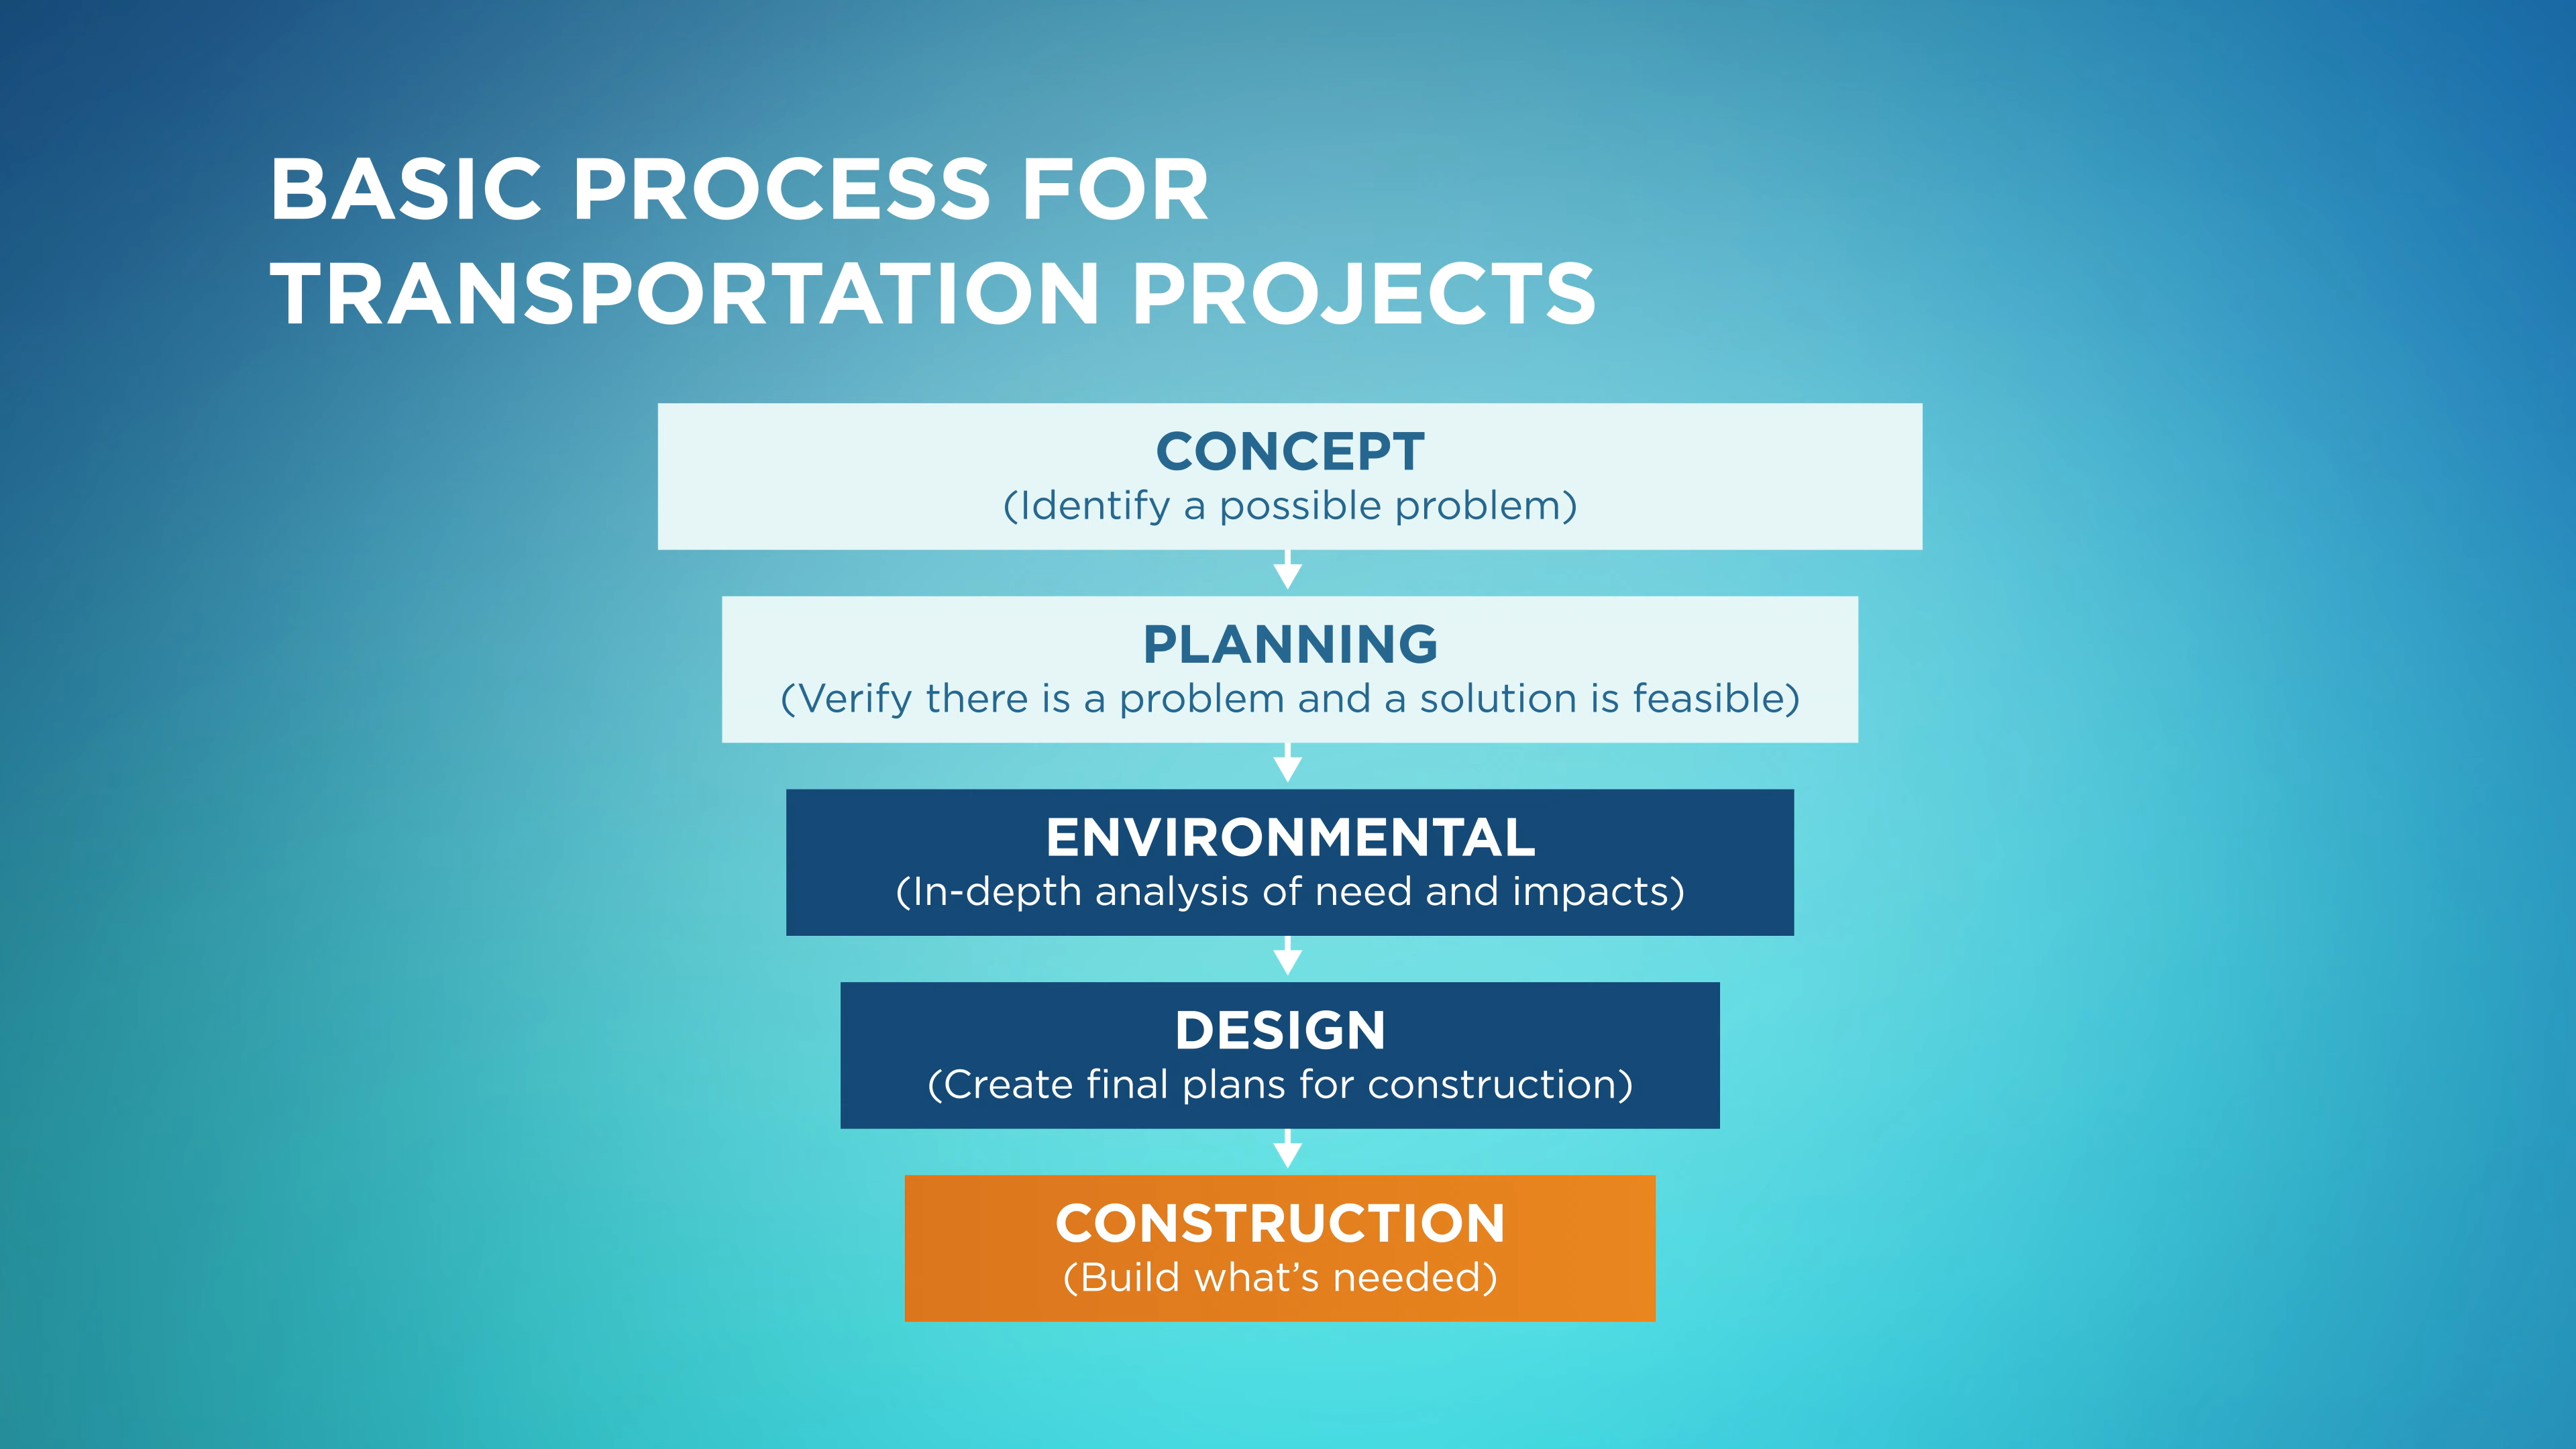 BASIC PROCESS FOR
TRANSPORTATION PROJECTS
CONCEPT
(Identify a possible problem)
PLANNING
(Verify there is a problem and a solution is feasible)
ENVIRONMENTAL
(In-depth analysis of need and impacts)
DESIGN
(Create final plans for construction)
CONSTRUCTION
(Build what’s needed)